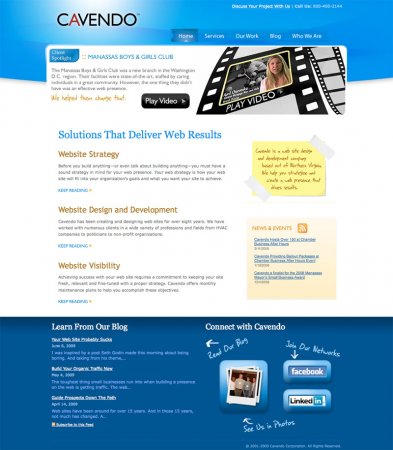 Discuss Your Project With Us | Call Us: 800-460-2144
CAVENDO™
Home
Services
Our Work
Blog
Who We Are
Client Spotlight
:: MANASSAS BOYS & GIRLS CLUB
The Manassas Boys & Girls Club was a new branch in the Washington
D.C. region. Their facilities were state-of-the-art, staffed by caring
individuals in a great community. However, the one thing they didn't
have was an effective web presence.
We helped them change that.
Play Video
PLAY VIDEO
Solutions That Deliver Web Results
Website Strategy
Before you build anything--or even talk about building anything--you must have a
sound strategy in mind for your web presence. Your web strategy is how your web
site will fit into your organization's goals and what you want your site to achieve.
KEEP READING
Website Design and Development
Cavendo has been creating and designing web sites for over eight years. We have
worked with numerous clients in a wide variety of professions and fields from HVAC
companies to politicians to non-profit organizations.
KEEP READING
Website Visibility
Achieving success with your web site requires a commitment to keeping your site
fresh, relevant and fine-tuned with a proper strategy. Cavendo offers monthly
maintenance plans to help you accomplish these objectives.
KEEP READING
Cavendo is a web site design
and development company
based out of Northern Virginia.
We help you strategize and
create a web presence that
drives results.
NEWS & EVENTS
Cavendo Hosts Over 100 at Chamber
Business After Hours
Cavendo Providing Bailout Packages at
Chamber Business After Hours Event
Cavendo a finalist for the 2008 Manassas
Mayor's Small Business Award
Learn From Our Blog
Your Web Site Probably Sucks
June 6, 2009
I was inspired by a post Seth Godin made this morning about being
boring. And taking from his theme,...
Build Your Organic Traffic Now
May 4, 2009
The toughest thing small businesses run into when building a presence
on the web is getting traffic. The web...
Guide Prospects Down The Path
April 14, 2009
Web sites have been around for over 15 years. And in those 15 years,
not much has changed. A...
Subscribe to this Feed
Connect with Cavendo
Read Our Blog
Join Our Networks
facebook
Linked in
See Us in Photos
© 2001-2009 Cavendo Corporation. All Rights Reserved.